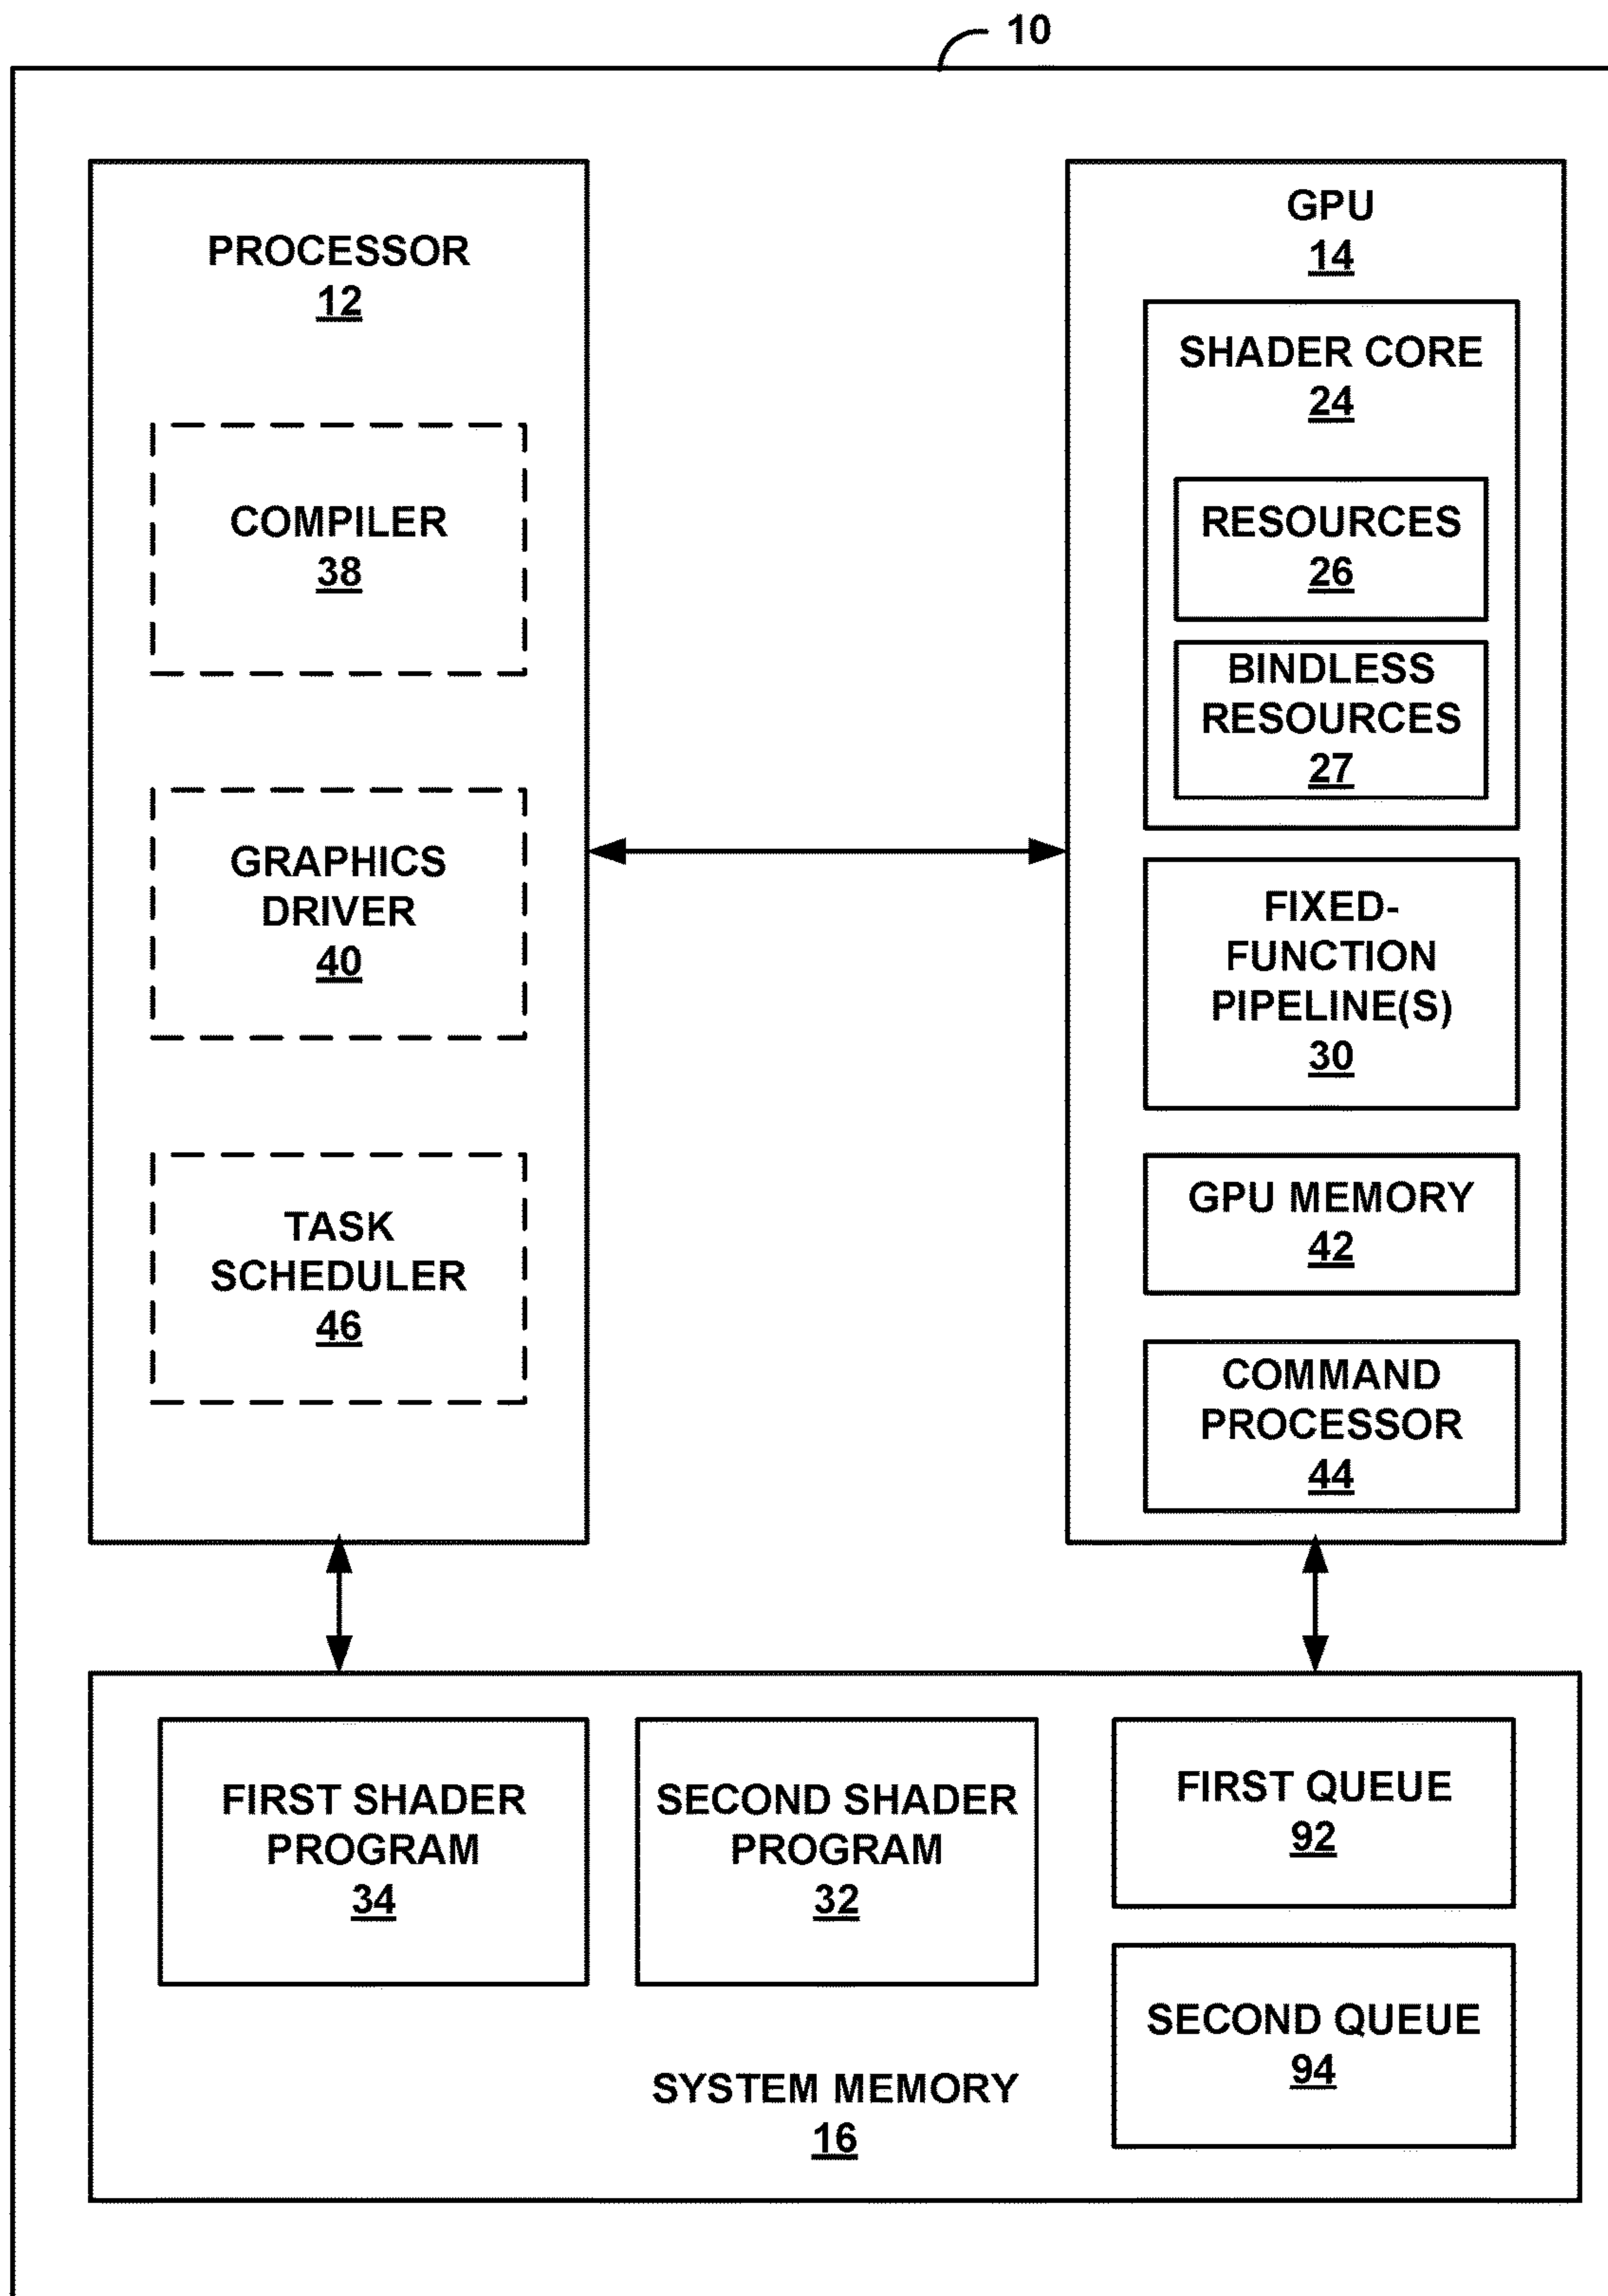 10
PROCESSOR
12
COMPILER
38
GRAPHICS
DRIVER
40
TASK
SCHEDULER
46
GPU
14
SHADER CORE
24
RESOURCES
26
BINDLESS
RESOURCES
27
FIXED-
FUNCTION
PIPELINE(S)
30
GPU MEMORY
42
COMMAND
PROCESSOR
44
FIRST SHADER
PROGRAM
34
SECOND SHADER
PROGRAM
32
FIRST QUEUE
92
SECOND QUEUE
94
SYSTEM MEMORY
16